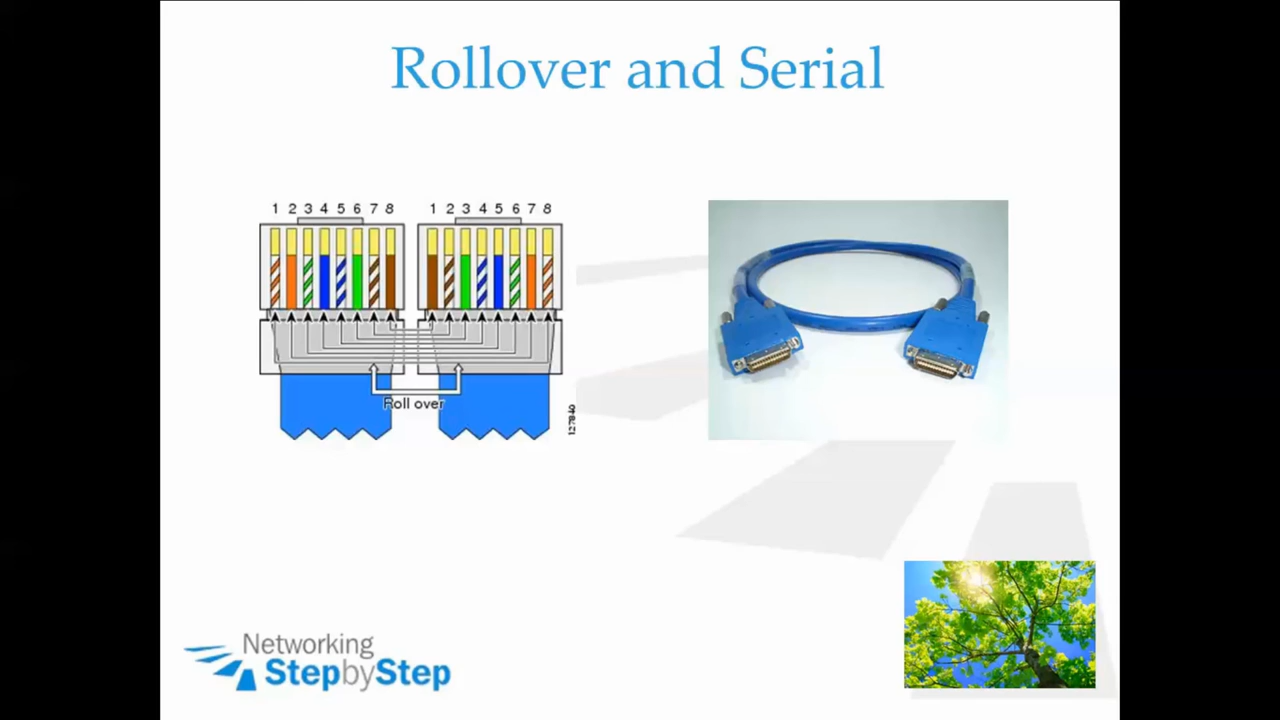 Rollover and Serial
1 2 3 4 5 6 7 8 1 2 3 4 5 6 7 8
Roll over
127840
Networking
StepbyStep